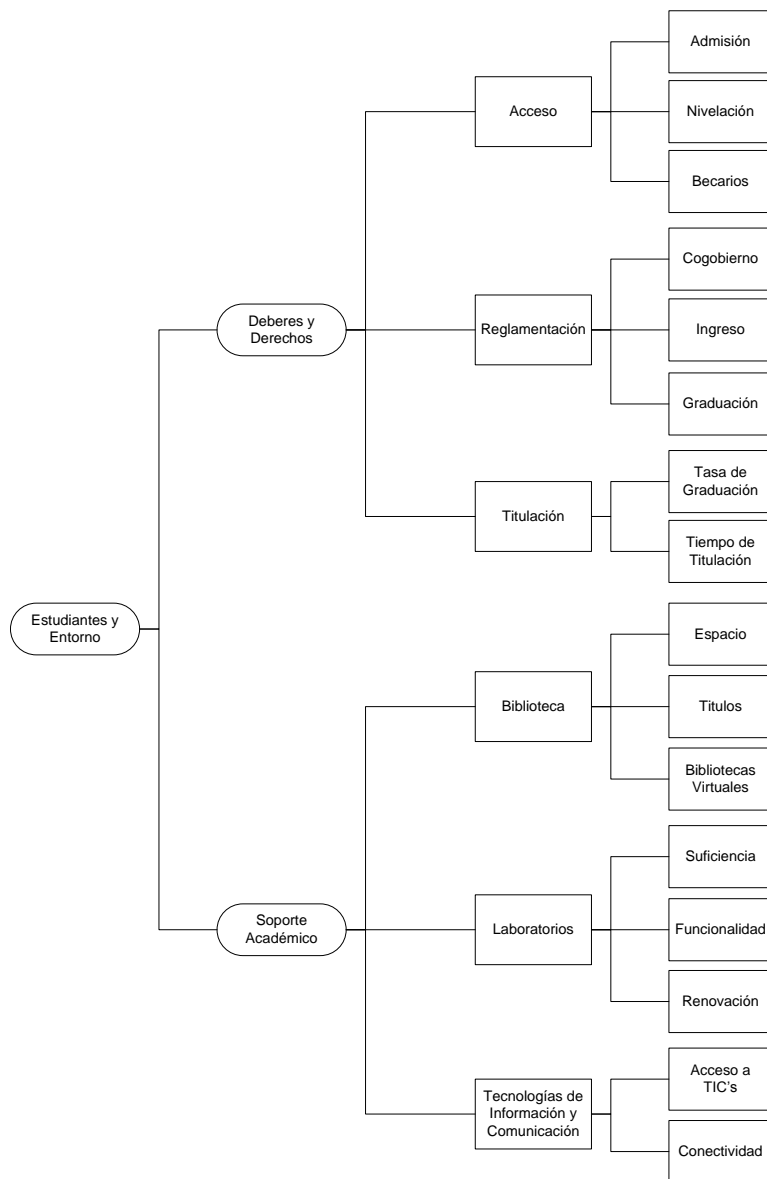 Estudiantes y
Entorno
Deberes y
Derechos
Acceso
Admisión
Nivelación
Becarios
Reglamentación
Cogobierno
Ingreso
Graduación
Titulación
Tasa de
Graduación
Tiempo de
Titulación
Soporte
Académico
Biblioteca
Espacio
Titulos
Bibliotecas
Virtuales
Laboratorios
Suficiencia
Funcionalidad
Renovación
Tecnologías de
Información y
Comunicación
Acceso a
TIC's
Conectividad